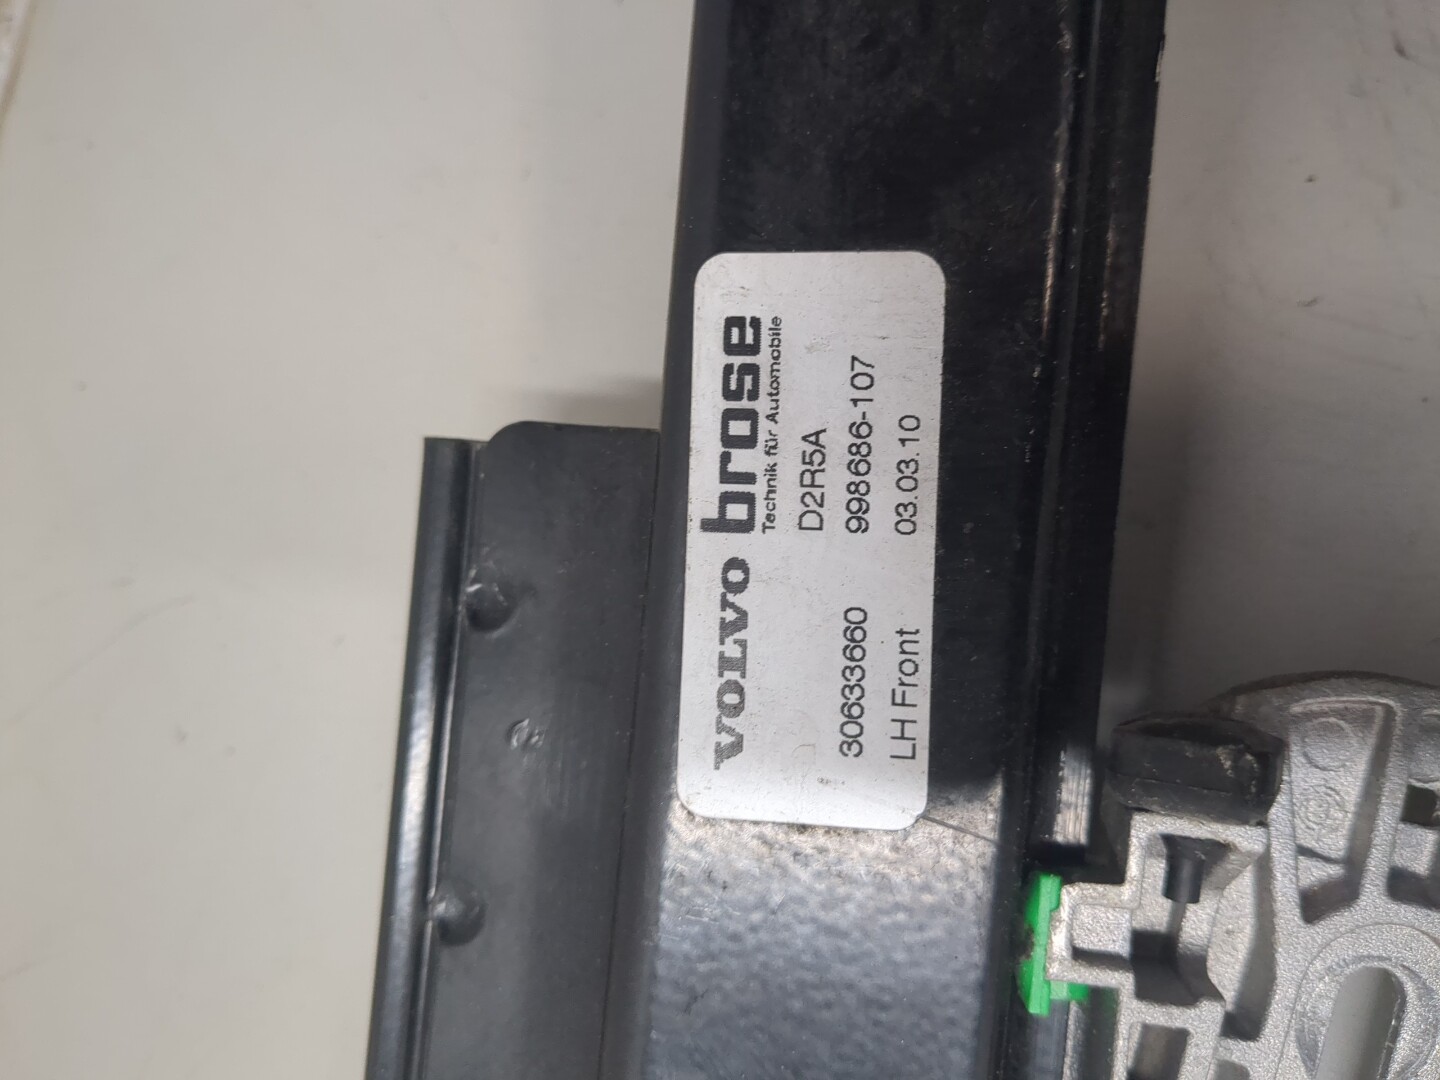 VOLVO brose
Technik für Automobile
D2R5A
30633660 998686-107
LH Front 03.03.10